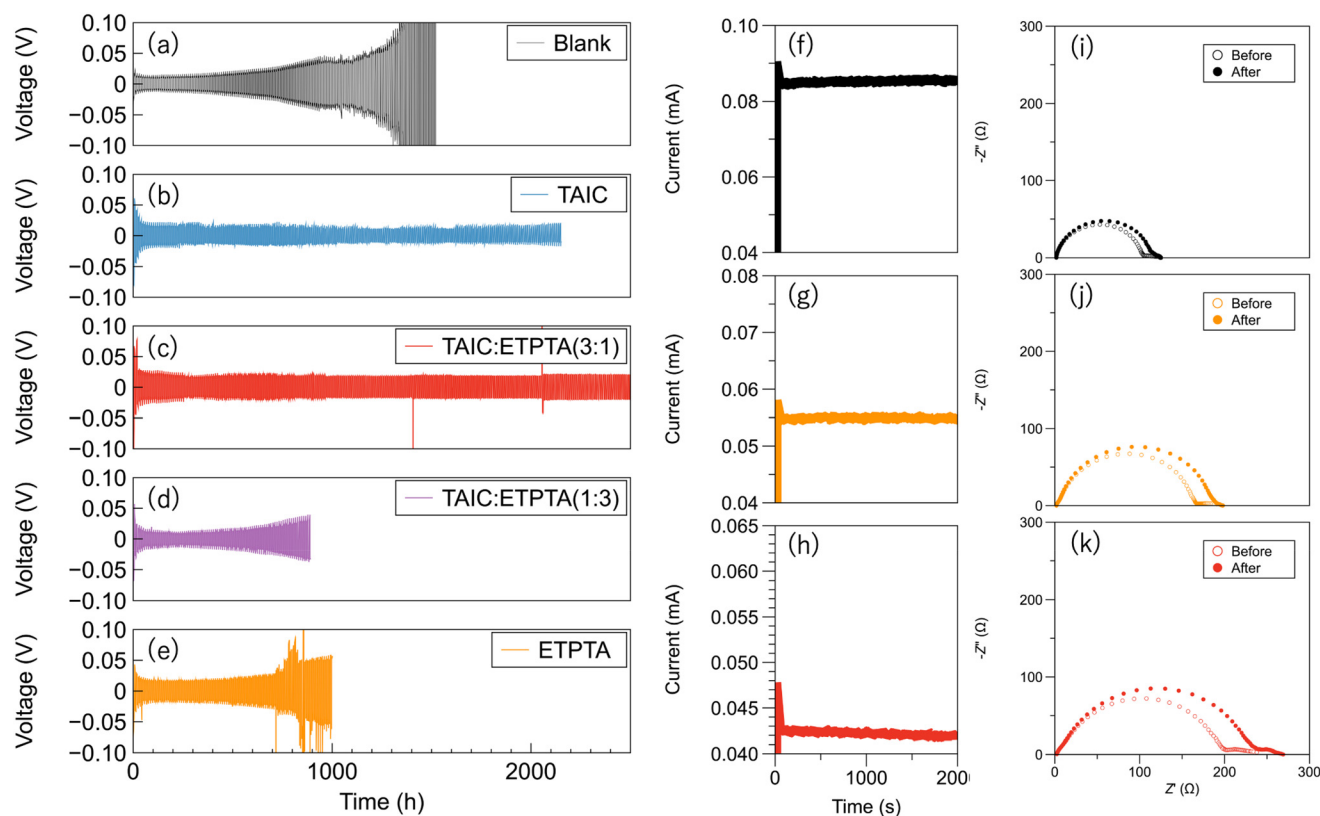 (a)
Blank
Voltage (V)
0.10
0.05
0
−0.05
−0.10
(b)
TAIC
Voltage (V)
0.10
0.05
0
−0.05
−0.10
(c)
TAIC:ETPTA(3:1)
Voltage (V)
0.10
0.05
0
−0.05
−0.10
(d)
TAIC:ETPTA(1:3)
Voltage (V)
0.10
0.05
0
−0.05
−0.10
(e)
ETPTA
Voltage (V)
0.10
0.05
0
−0.05
−0.10
0 1000 2000
Time (h)
(f)
Current (mA)
0.10
0.08
0.06
0.04
(g)
Current (mA)
0.08
0.07
0.06
0.05
0.04
(h)
Current (mA)
0.065
0.060
0.055
0.050
0.045
0.040
0 1000 200
Time (s)
(i)
Before
After
-Z'' (Ω)
300
200
100
0
(j)
Before
After
-Z'' (Ω)
300
200
100
0
(k)
Before
After
-Z'' (Ω)
300
200
100
0
0 100 200 300
Z' (Ω)